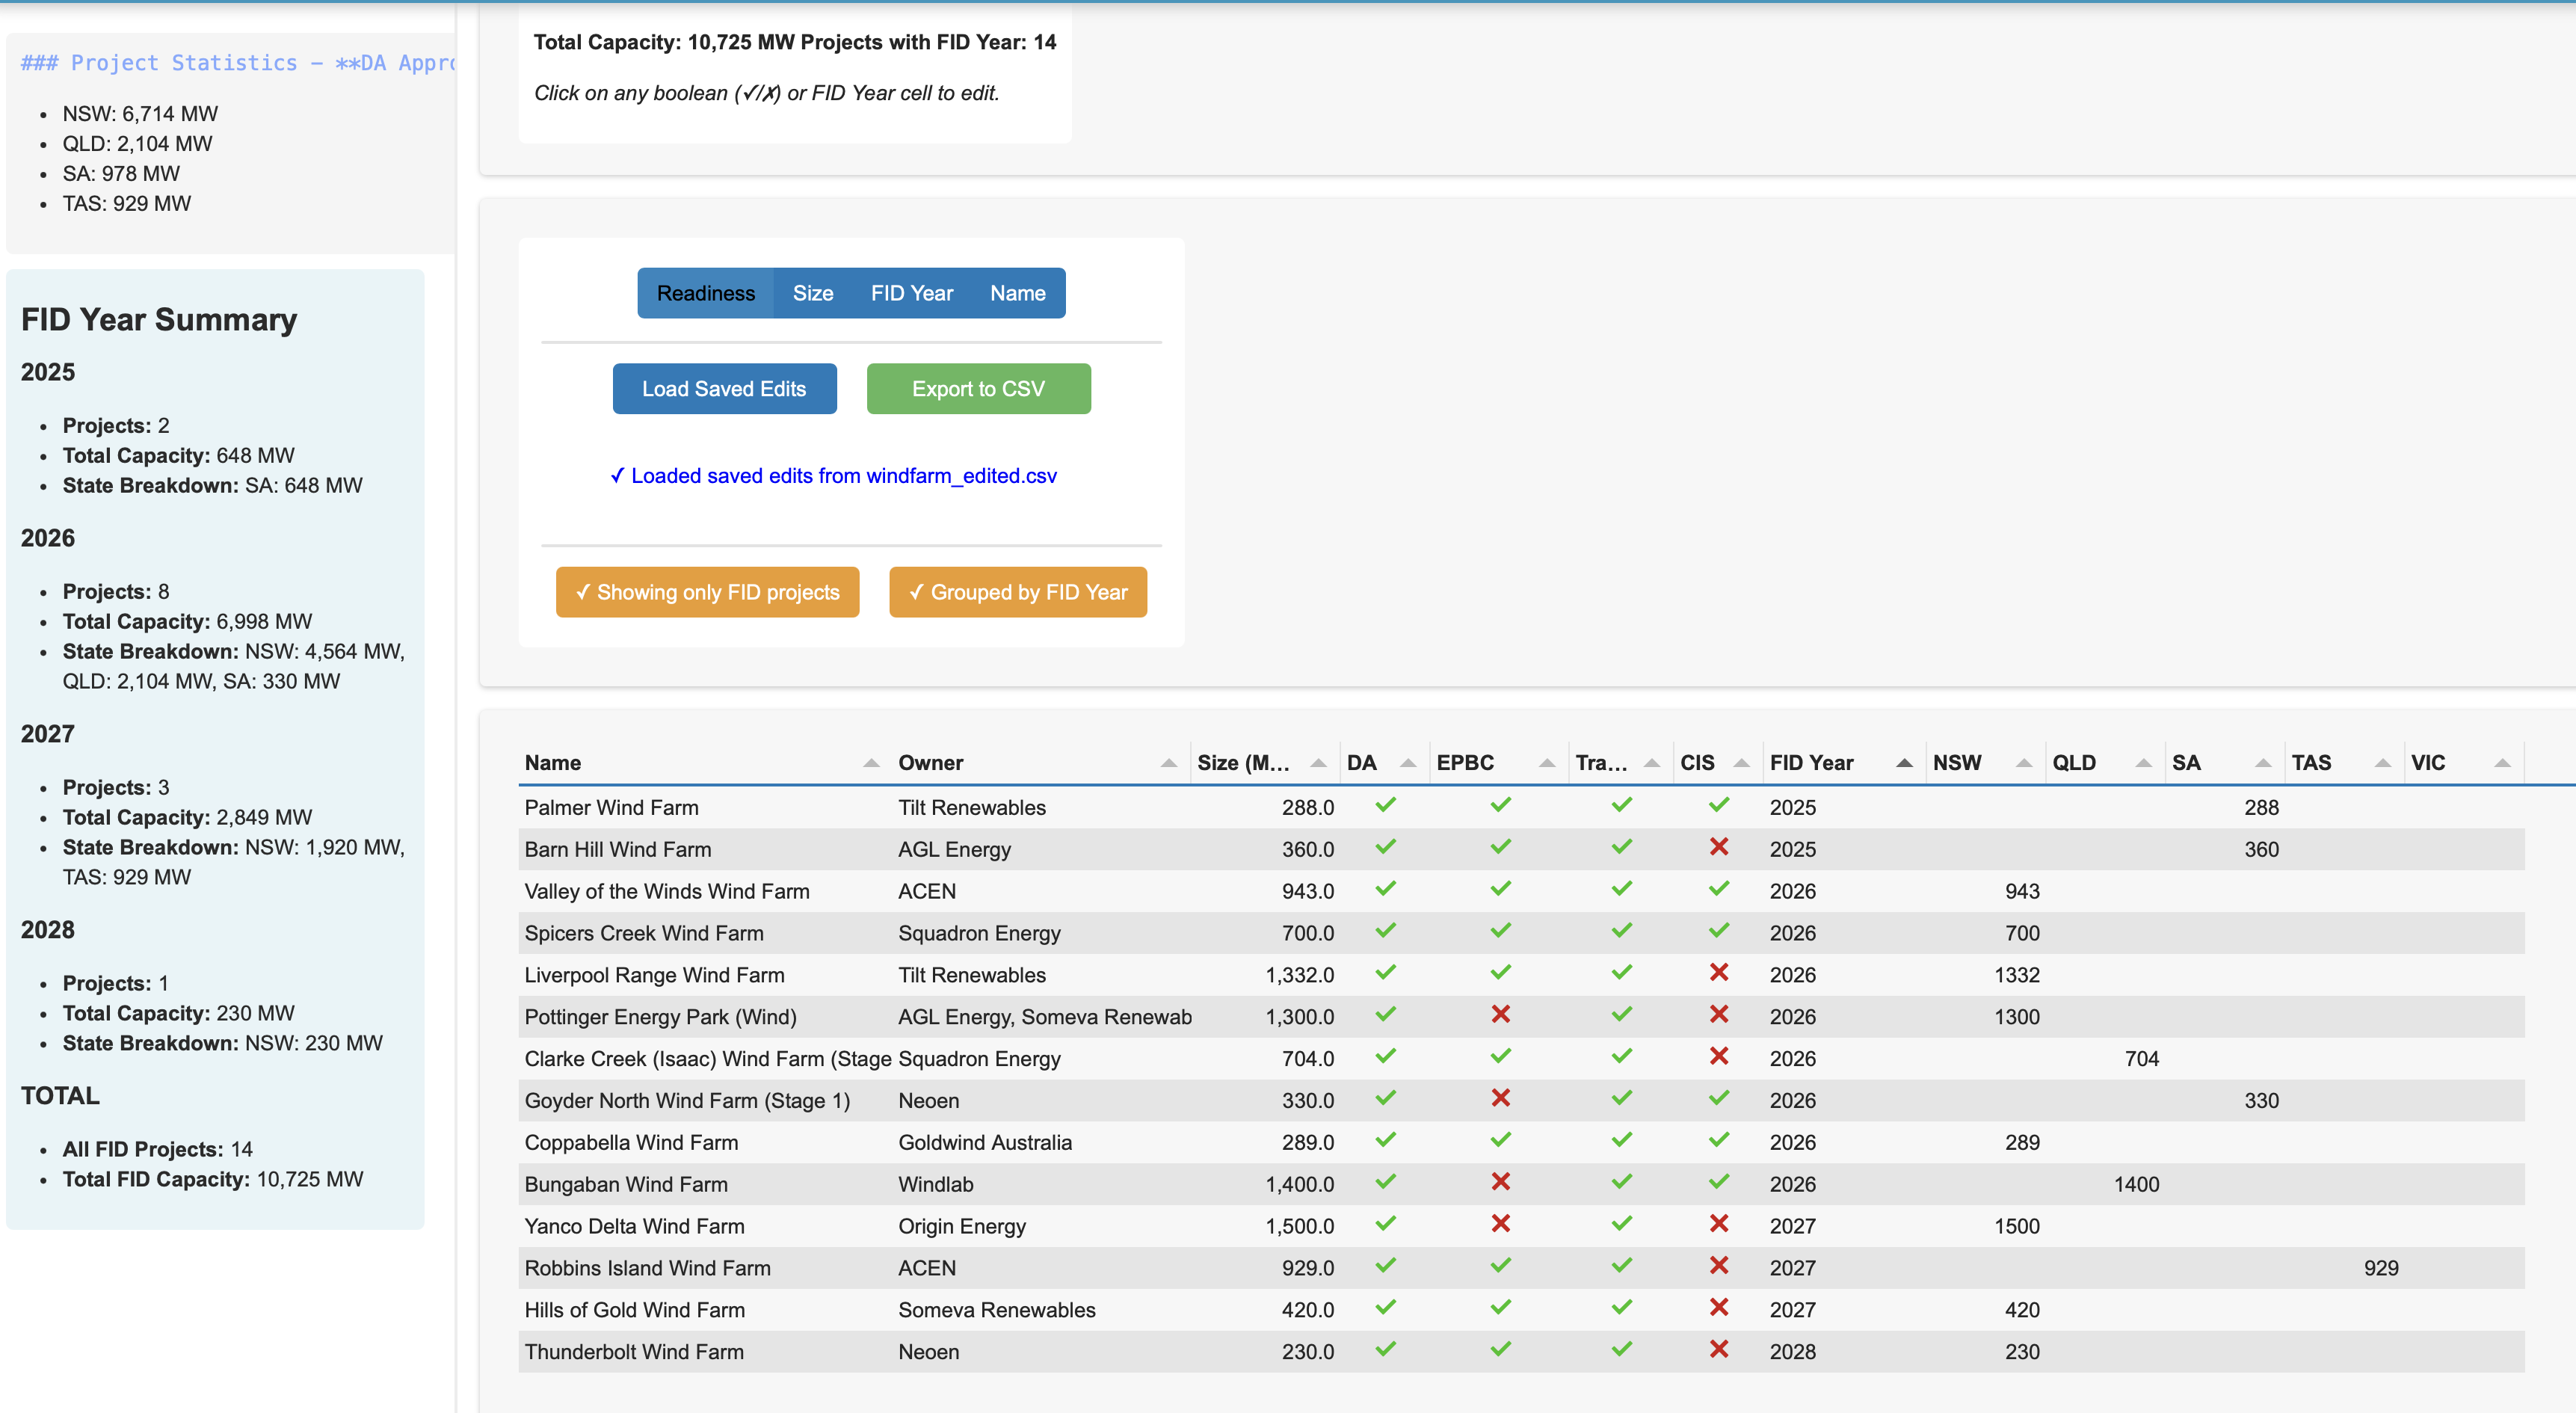 ### Project Statistics – **DA Appro
• NSW: 6,714 MW
• QLD: 2,104 MW
• SA: 978 MW
• TAS: 929 MW
FID Year Summary
2025
• Projects: 2
• Total Capacity: 648 MW
• State Breakdown: SA: 648 MW
2026
• Projects: 8
• Total Capacity: 6,998 MW
• State Breakdown: NSW: 4,564 MW,
QLD: 2,104 MW, SA: 330 MW
2027
• Projects: 3
• Total Capacity: 2,849 MW
• State Breakdown: NSW: 1,920 MW,
TAS: 929 MW
2028
• Projects: 1
• Total Capacity: 230 MW
• State Breakdown: NSW: 230 MW
TOTAL
• All FID Projects: 14
• Total FID Capacity: 10,725 MW
Total Capacity: 10,725 MW Projects with FID Year: 14
Click on any boolean (✓/✗) or FID Year cell to edit.
Readiness Size FID Year Name
Load Saved Edits Export to CSV
✓ Loaded saved edits from windfarm_edited.csv
✓ Showing only FID projects ✓ Grouped by FID Year
Name Owner Size (M... DA EPBC Tra... CIS FID Year NSW QLD SA TAS VIC
Palmer Wind Farm Tilt Renewables 288.0 ✓ ✓ ✓ ✓ 2025 288
Barn Hill Wind Farm AGL Energy 360.0 ✓ ✓ ✓ ✗ 2025 360
Valley of the Winds Wind Farm ACEN 943.0 ✓ ✓ ✓ ✓ 2026 943
Spicers Creek Wind Farm Squadron Energy 700.0 ✓ ✓ ✓ ✓ 2026 700
Liverpool Range Wind Farm Tilt Renewables 1,332.0 ✓ ✓ ✓ ✗ 2026 1332
Pottinger Energy Park (Wind) AGL Energy, Someva Renewab 1,300.0 ✓ ✗ ✓ ✗ 2026 1300
Clarke Creek (Isaac) Wind Farm (Stage Squadron Energy 704.0 ✓ ✓ ✓ ✗ 2026 704
Goyder North Wind Farm (Stage 1) Neoen 330.0 ✓ ✗ ✓ ✓ 2026 330
Coppabella Wind Farm Goldwind Australia 289.0 ✓ ✓ ✓ ✓ 2026 289
Bungaban Wind Farm Windlab 1,400.0 ✓ ✗ ✓ ✓ 2026 1400
Yanco Delta Wind Farm Origin Energy 1,500.0 ✓ ✗ ✓ ✗ 2027 1500
Robbins Island Wind Farm ACEN 929.0 ✓ ✓ ✓ ✗ 2027 929
Hills of Gold Wind Farm Someva Renewables 420.0 ✓ ✓ ✓ ✗ 2027 420
Thunderbolt Wind Farm Neoen 230.0 ✓ ✓ ✓ ✗ 2028 230